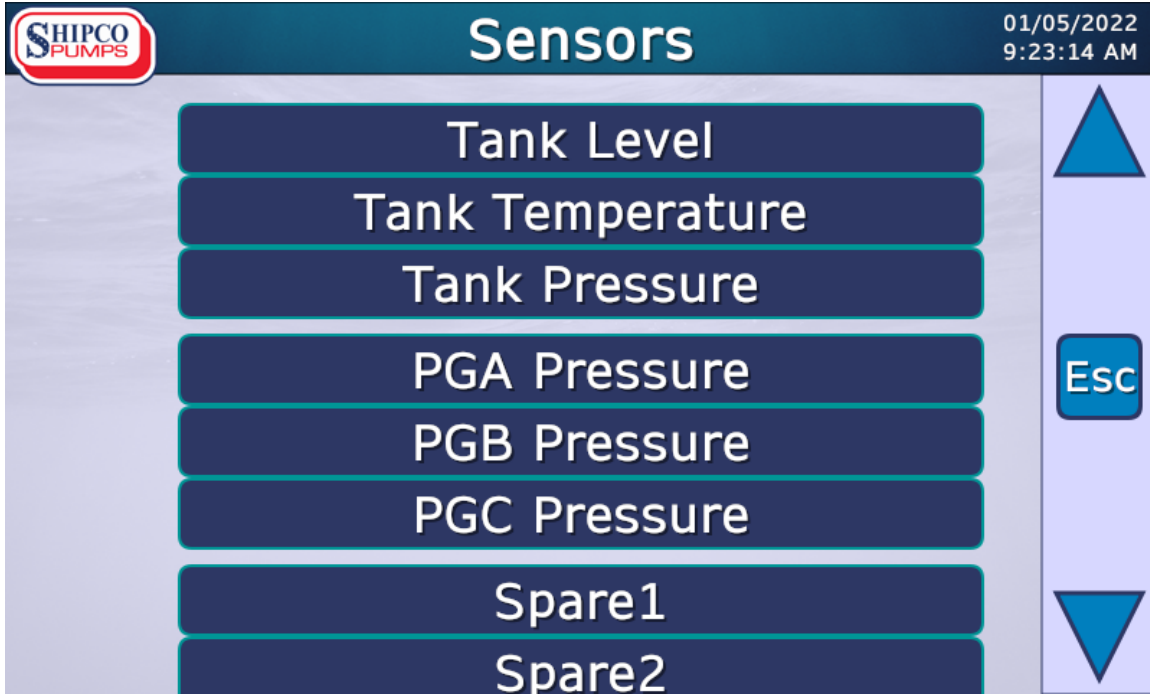 SHIPCO
PUMPS
Sensors
01/05/2022
9:23:14 AM
Tank Level
Tank Temperature
Tank Pressure
PGA Pressure
Esc
PGB Pressure
PGC Pressure
Spare1
Spare2